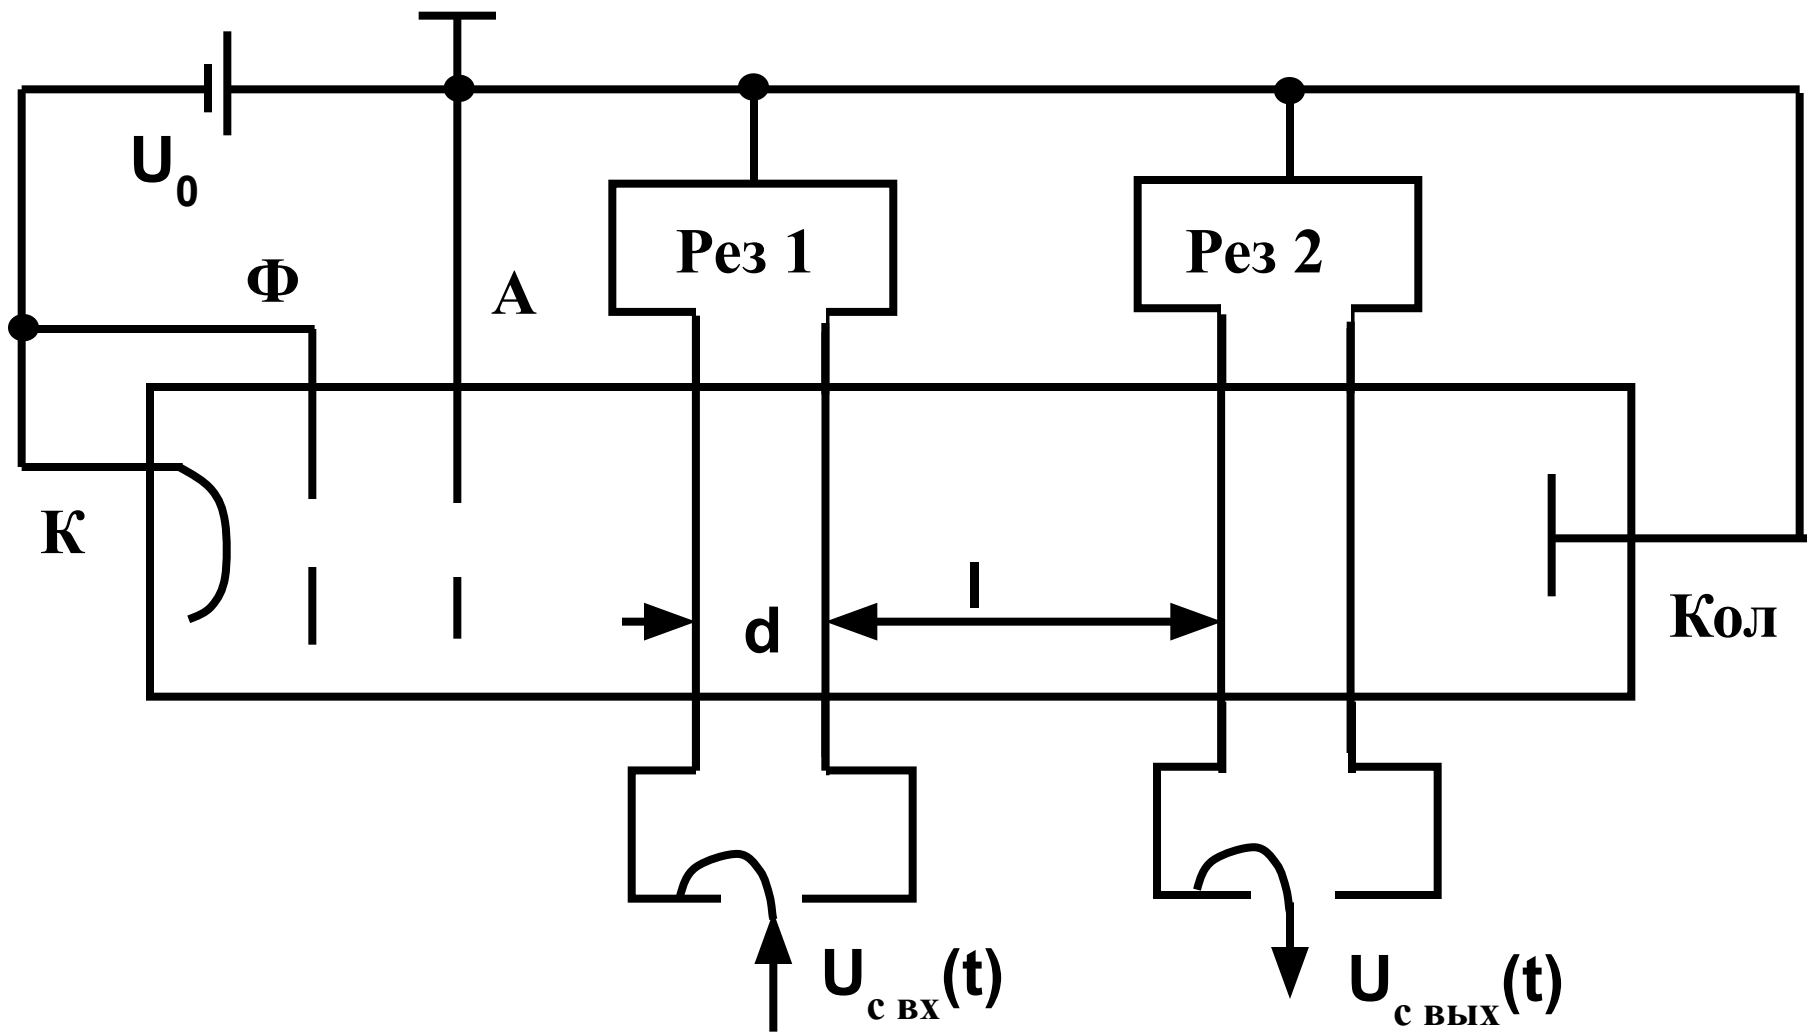 U0
Ф
А
Рез 1
Рез 2
К
l
d
Кол
Uс вх(t)
Uс вых(t)